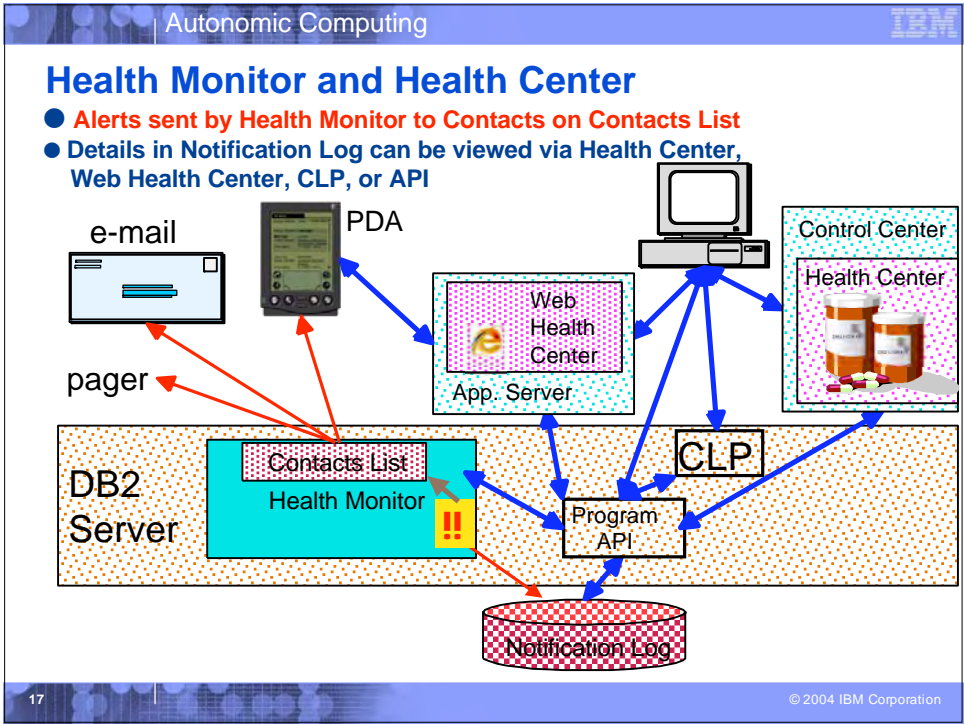 Autonomic Computing
IBM
Health Monitor and Health Center
● Alerts sent by Health Monitor to Contacts on Contacts List
● Details in Notification Log can be viewed via Health Center,
Web Health Center, CLP, or API
e-mail
PDA
Control Center
Health Center
Web
Health
Center
App. Server
pager
Contacts List
Health Monitor
!!
DB2
Server
CLP
Program
API
Notification Log
17
© 2004 IBM Corporation